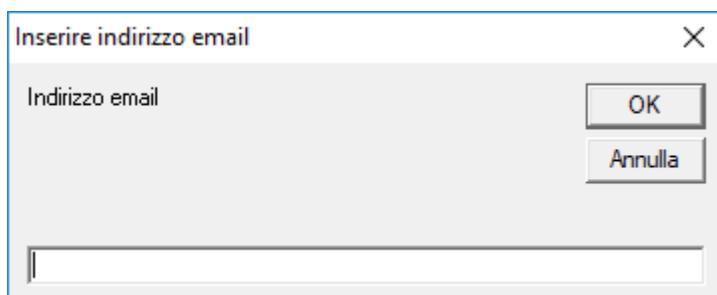 Inserire indirizzo email
Indirizzo email
OK
Annulla